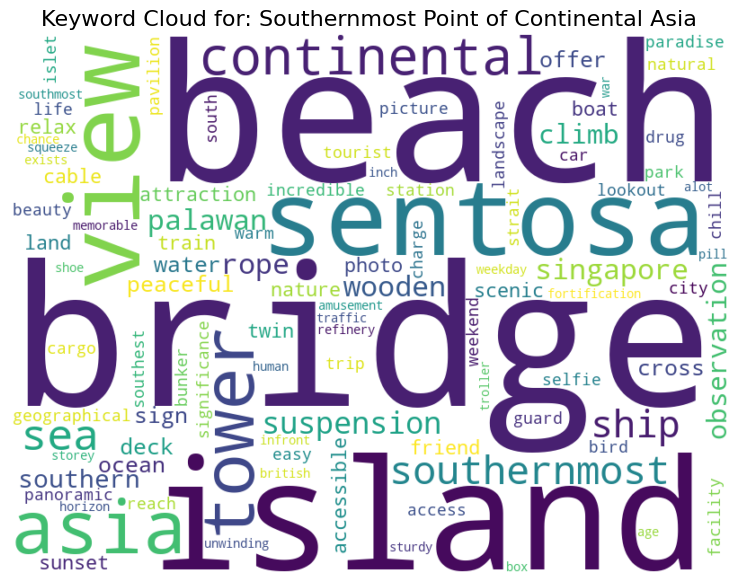 Keyword Cloud for: Southernmost Point of Continental Asia
islet
pavilion
view
continental
offer
paradise
natural
war
southmost
life
relax
chance
squeeze
exists
cable
beach
south
picture
tourist
inch
landscape
boat
climb
car
drug
park
beauty
memorable
attraction
incredible
station
lookout
alot
chill
land
palawan
train
warm
sentosa
strait
water
rope
photo
charge
weekday
singapore
pill
shoe
peaceful
nature
wooden
scenic
fortification
city
observation
bridge
amusement
traffic
refinery
weekend
twin
cargo
southest
bunker
significance
tower
human
trip
troller
selfie
cross
geographical
sign
suspension
guard
ship
sea
storey
deck
infront
easy
accessible
friend
bird
ocean
southern
british
southernmost
panoramic
horizon
reach
asia
island
access
age
facility
sunset
unwinding
sturdy
box